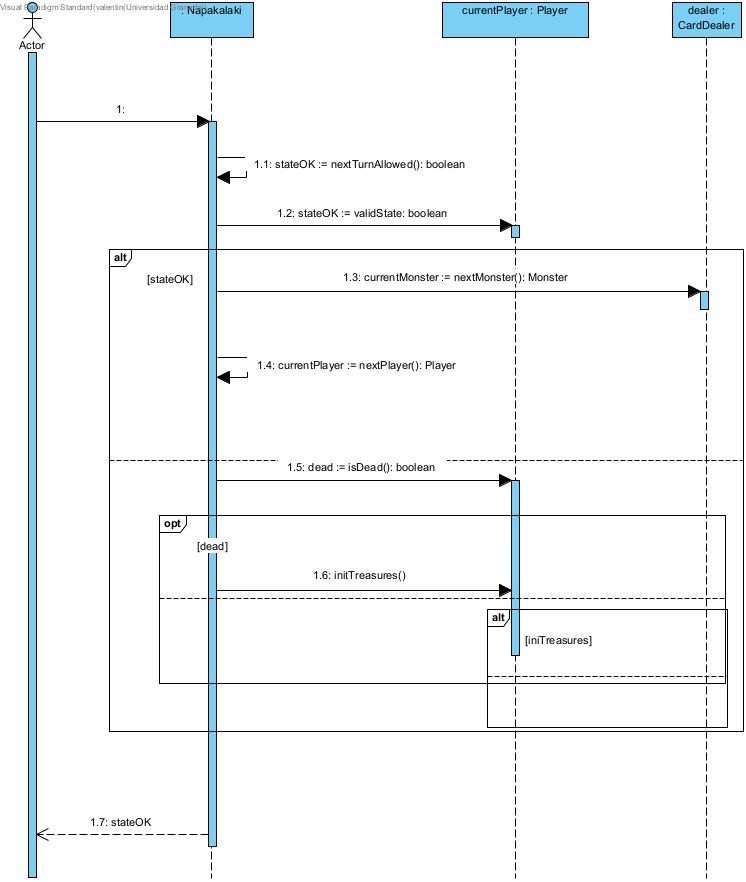 Visual Paradigm Standard(valentin(Universidad
: Napakalaki
currentPlayer : Player
dealer :
CardDealer
Actor
1:
1.1: stateOK := nextTurnAllowed(): boolean
1.2: stateOK := validState: boolean
alt
[stateOK]
1.3: currentMonster := nextMonster(): Monster
1.4: currentPlayer := nextPlayer(): Player
1.5: dead := isDead(): boolean
opt
[dead]
1.6: initTreasures()
alt
[iniTreasures]
1.7: stateOK